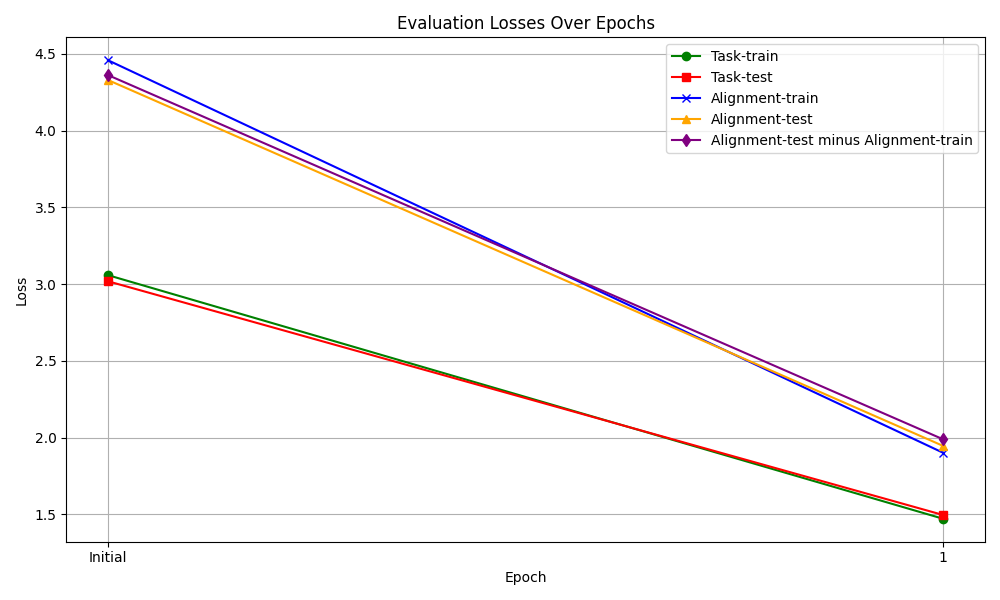 Evaluation Losses Over Epochs
Task-train
Task-test
Alignment-train
Alignment-test
Alignment-test minus Alignment-train
4.5
4.0
3.5
3.0
2.5
2.0
1.5
Loss
Initial
1
Epoch